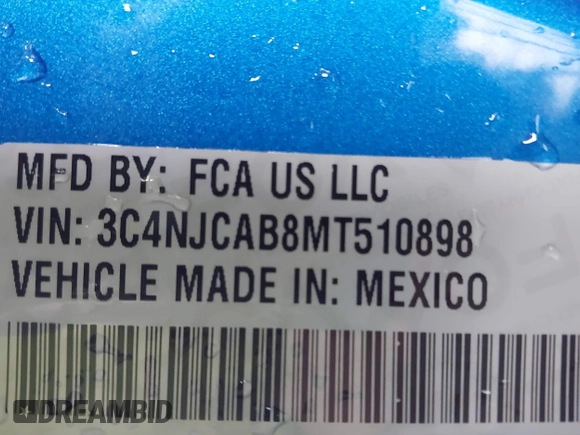 MFD BY: FCA US LLC
VIN: 3C4NJCAB8MT510898
VEHICLE MADE IN: MEXICO
DREAMBID